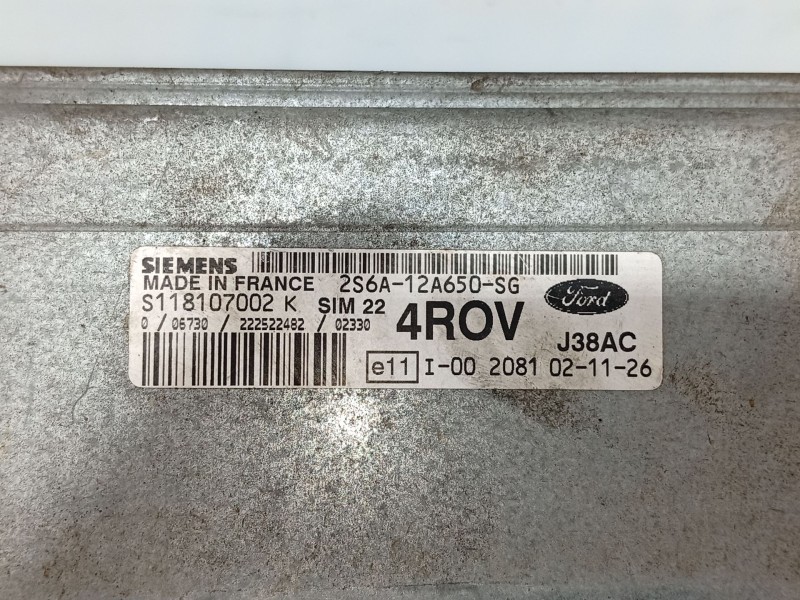 SIEMENS
MADE IN FRANCE 2S6A-12A650-SG
S118107002 K SIM 22
Ford
0 / 06730 / 222522482 / 02330
4ROV
J38AC
e11 I-00 2081 02-11-26